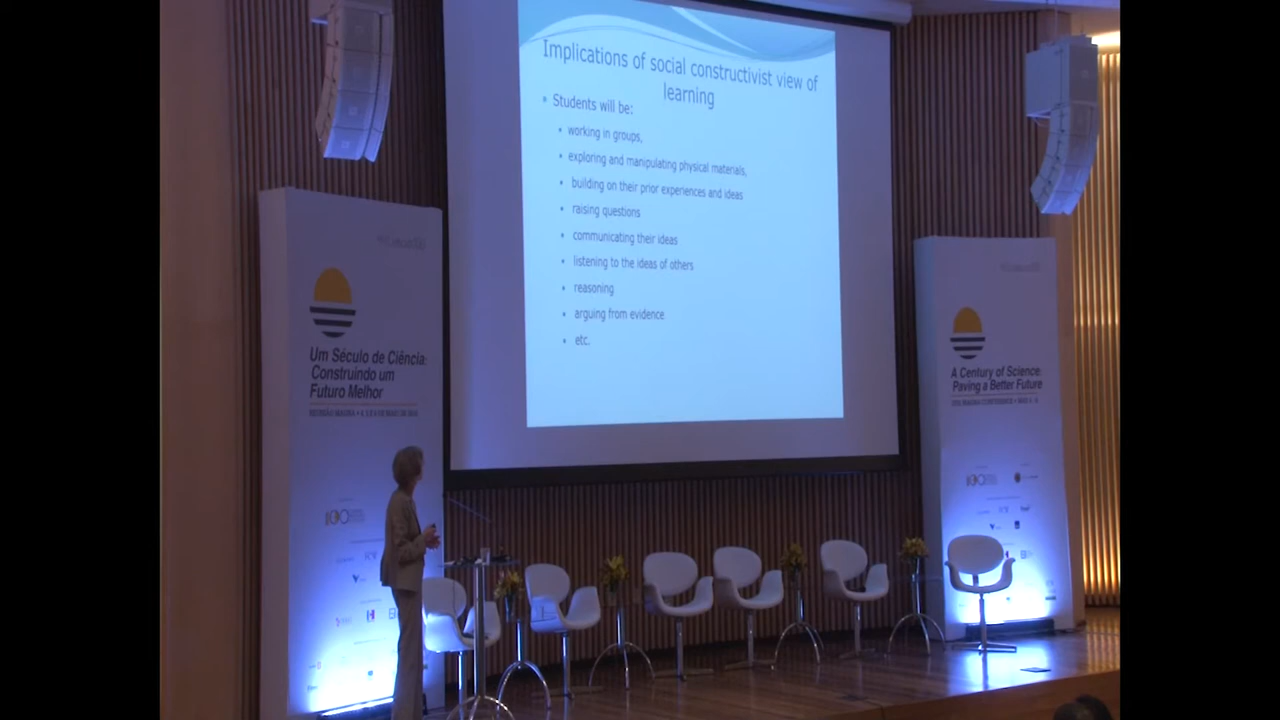 Implications of social constructivist view of
learning
• Students will be:
• working in groups,
• exploring and manipulating physical materials,
• building on their prior experiences and ideas
• raising questions
• communicating their ideas
• listening to the ideas of others
• reasoning
• arguing from evidence
• etc.
Um Século de Ciência:
Construindo um
Futuro Melhor
100
A Century of Science:
Paving a Better Future
100